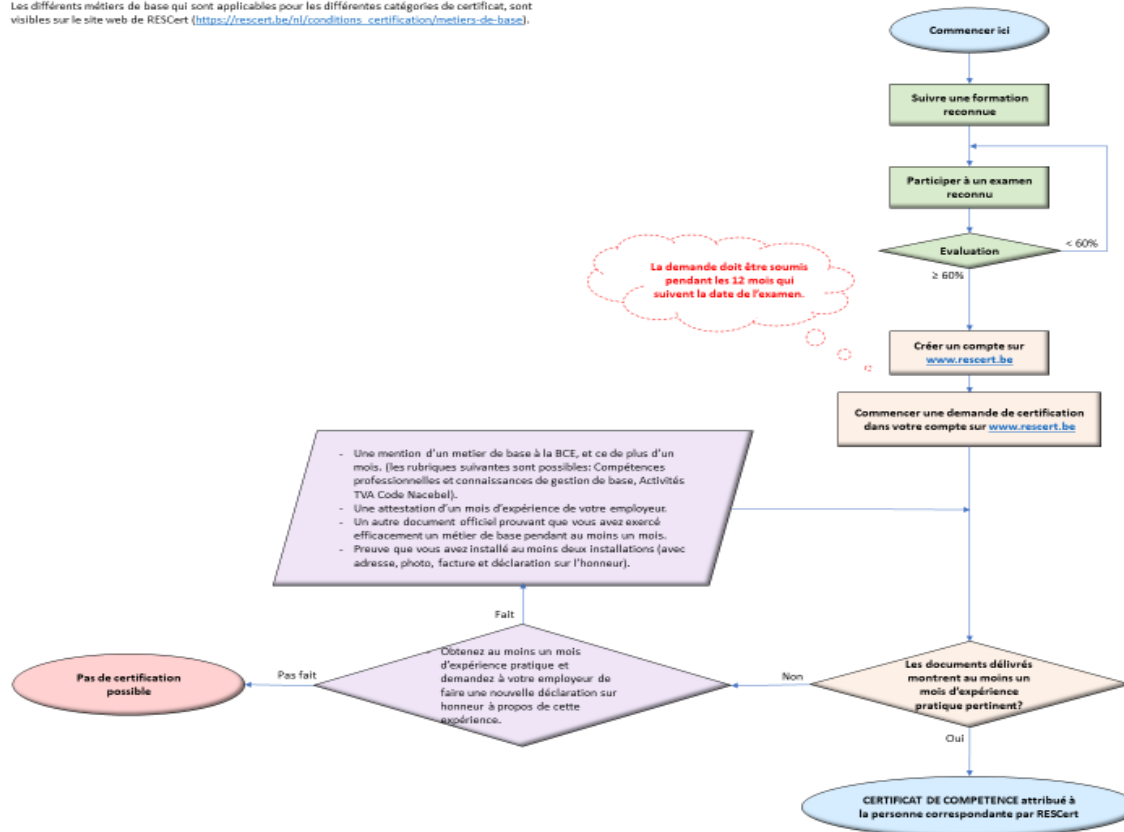 Les différents métiers de base qui sont applicables pour les différentes catégories de certificat, sont
visibles sur le site web de RESCert (https://rescert.be/nl/conditions_certification/metiers-de-base).
Commencer ici
Suivre une formation
reconnue
Participer à un examen
reconnu
Evaluation
< 60%
≥ 60%
La demande doit être soumis
pendant les 12 mois qui
suivent la date de l'examen.
Créer un compte sur
www.rescert.be
Commencer une demande de certification
dans votre compte sur www.rescert.be
- Une mention d'un metier de base à la BCE, et ce de plus d'un
mois. (les rubriques suivantes sont possibles: Compétences
professionnelles et connaissances de gestion de base, Activités
TVA Code Nacebel).
- Une attestation d'un mois d'expérience de votre employeur.
- Un autre document officiel prouvant que vous avez exercé
efficacement un métier de base pendant au moins un mois.
- Preuve que vous avez installé au moins deux installations (avec
adresse, photo, facture et déclaration sur l'honneur).
Fait
- Obtenez au moins un mois
d'expérience pratique et
demandez à votre employeur de
faire une nouvelle déclaration sur
honneur à propos de cette
expérience.
Pas fait
Pas de certification
possible
Non
Les documents délivrés
montrent au moins un
mois d'expérience
pratique pertinent?
Oui
CERTIFICAT DE COMPETENCE attribué à
la personne correspondante par RESCert